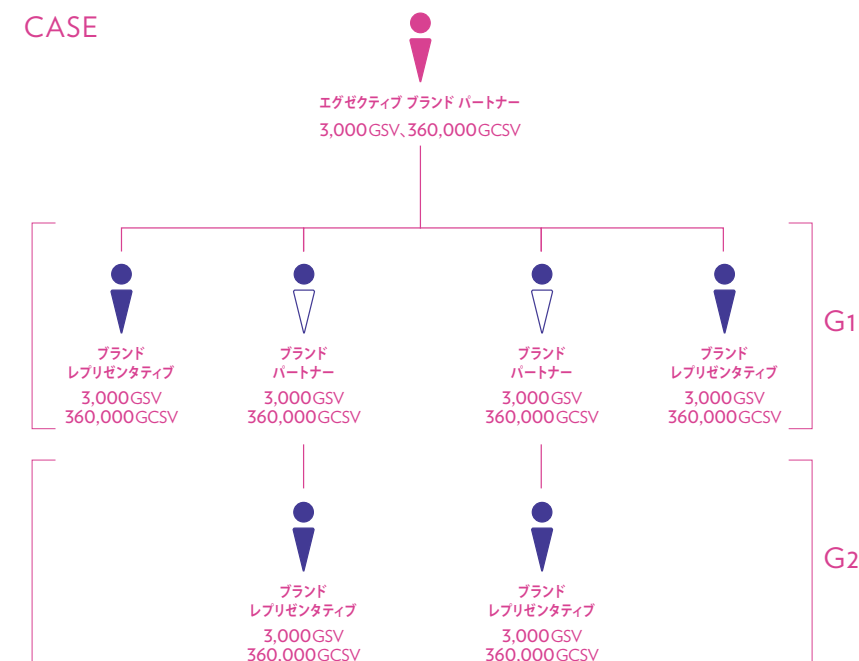 CASE
エグゼクティブ ブランド パートナー
3,000GSV、360,000GCSV
G1
ブランド
レプリゼンタティブ
3,000GSV
360,000GCSV
ブランド
パートナー
3,000GSV
360,000GCSV
ブランド
パートナー
3,000GSV
360,000GCSV
ブランド
レプリゼンタティブ
3,000GSV
360,000GCSV
G2
ブランド
レプリゼンタティブ
3,000GSV
360,000GCSV
ブランド
レプリゼンタティブ
3,000GSV
360,000GCSV